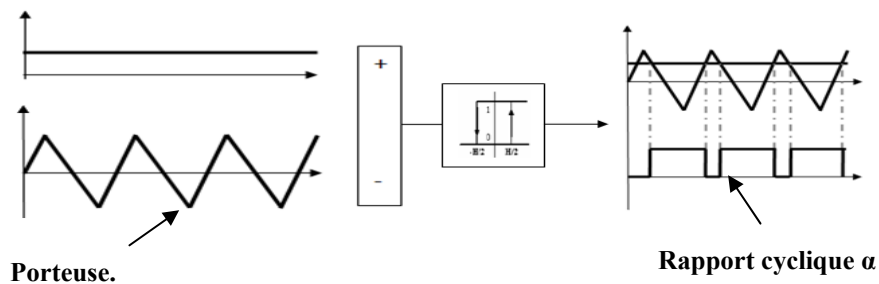 +
1
0
-H/2 H/2
−
Porteuse.
Rapport cyclique α